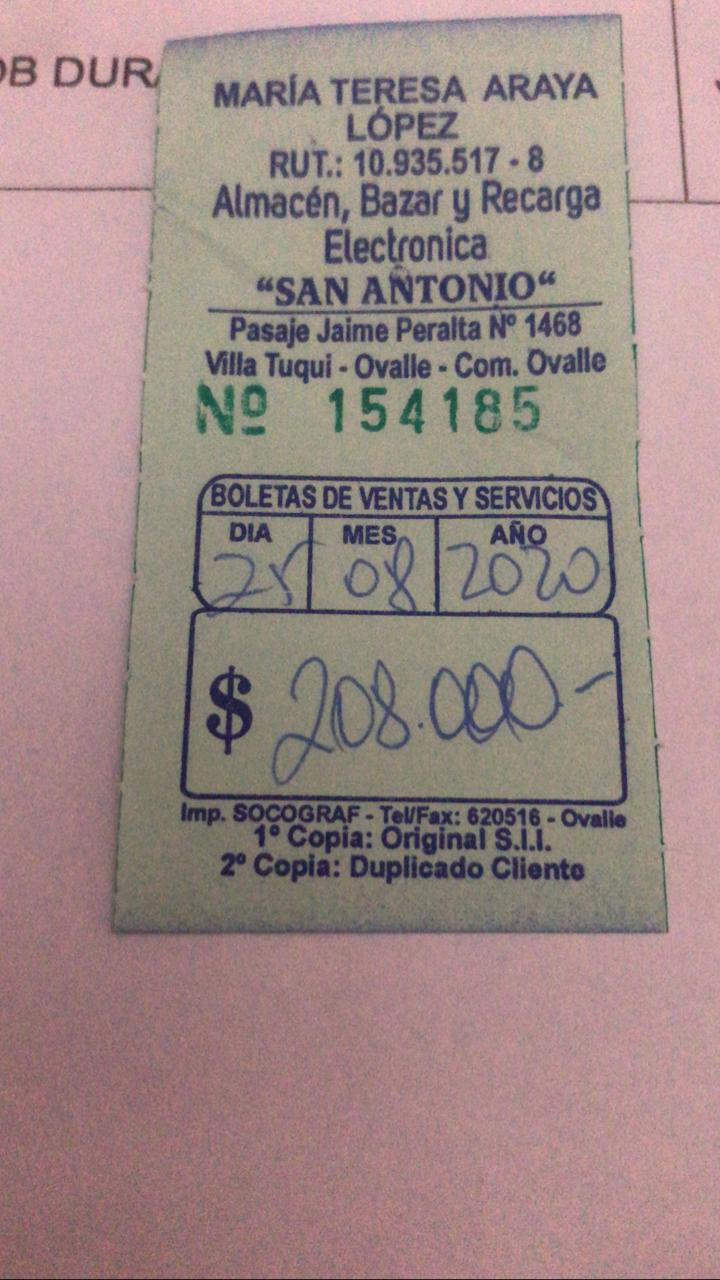 OB DUR
MARÍA TERESA ARAYA
LÓPEZ
RUT.: 10.935.517 - 8
Almacén, Bazar y Recarga
Electronica
“SAN ANTONIO“
Pasaje Jaime Peralta Nº 1468
Villa Tuqui - Ovalle - Com. Ovalle
Nº 154185
BOLETAS DE VENTAS Y SERVICIOS
DIA MES AÑO
25 08 2020
$ 208.000-
Imp. SOCOGRAF - Tel/Fax: 620516 - Ovalle
1º Copia: Original S.I.I.
2º Copia: Duplicado Cliente